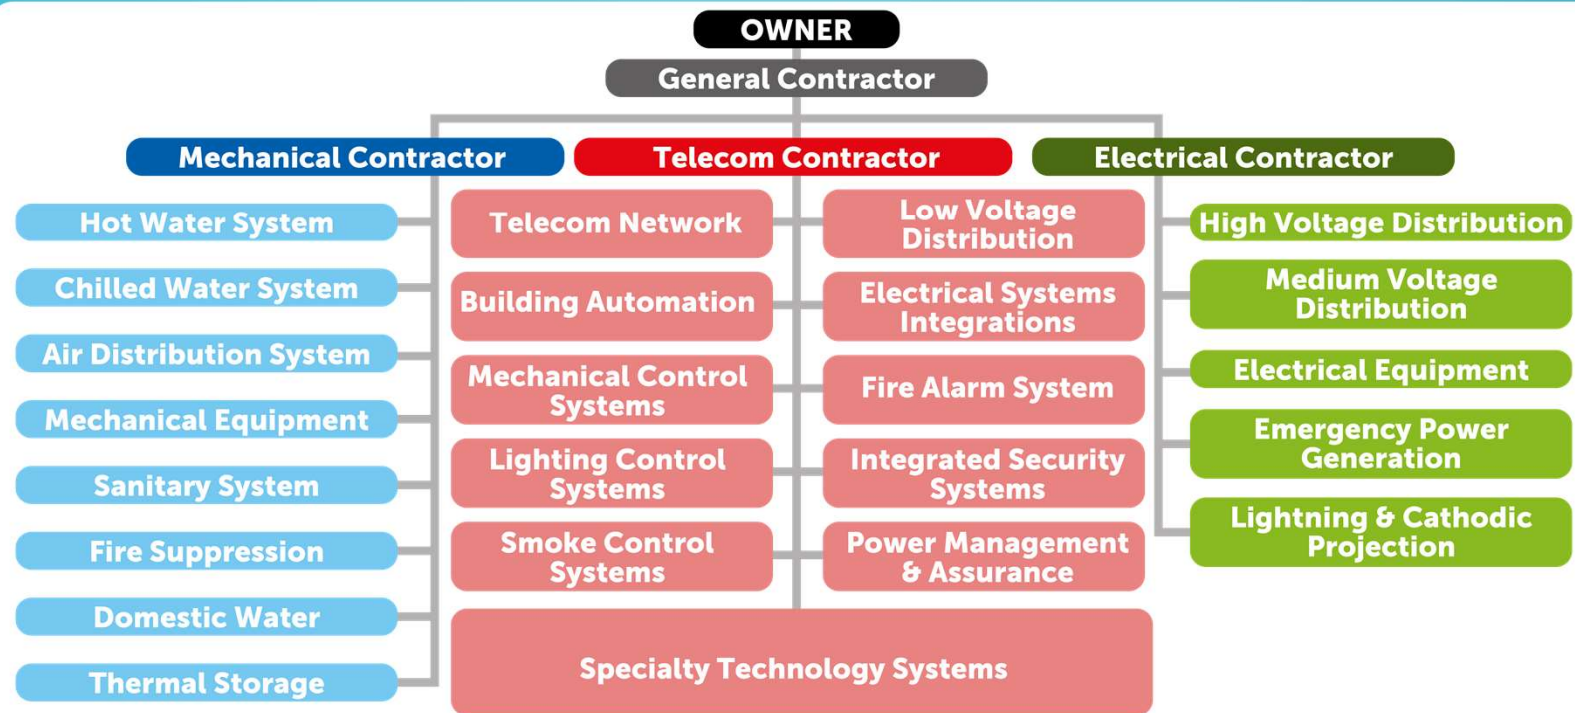 OWNER
General Contractor
Mechanical Contractor
Telecom Contractor
Electrical Contractor
Hot Water System
Chilled Water System
Air Distribution System
Mechanical Equipment
Sanitary System
Fire Suppression
Domestic Water
Thermal Storage
Telecom Network
Building Automation
Mechanical Control
Systems
Lighting Control
Systems
Smoke Control
Systems
Low Voltage
Distribution
Electrical Systems
Integrations
Fire Alarm System
Integrated Security
Systems
Power Management
& Assurance
Specialty Technology Systems
High Voltage Distribution
Medium Voltage
Distribution
Electrical Equipment
Emergency Power
Generation
Lightning & Cathodic
Projection